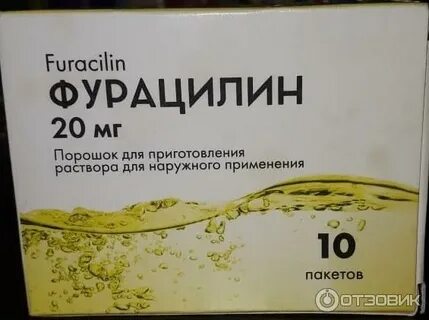 Furacilin
ФУРАЦИЛИН
20 мг
Порошок для приготовления
раствора для наружного применения
10
пакетов
ОТЗОВИК